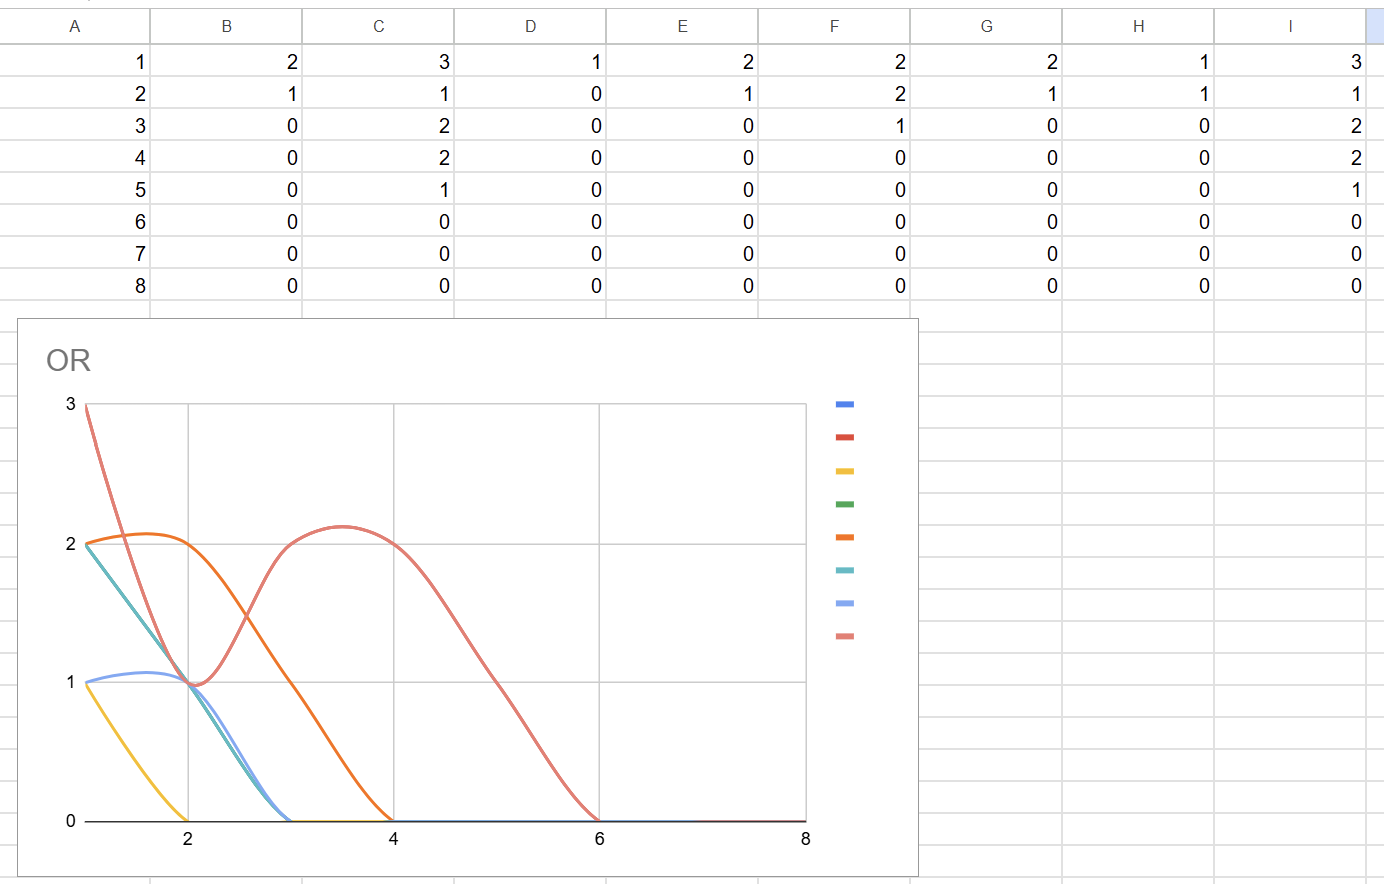 A B C D E F G H I
1 2 3 1 2 2 2 1 3
2 1 1 0 1 2 1 1 1
3 0 2 0 0 1 0 0 2
4 0 2 0 0 0 0 0 2
5 0 1 0 0 0 0 0 1
6 0 0 0 0 0 0 0 0
7 0 0 0 0 0 0 0 0
8 0 0 0 0 0 0 0 0
OR
3
2
1
0
2 4 6 8